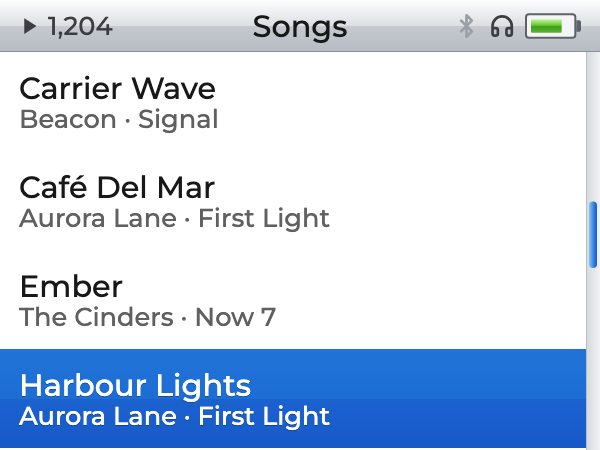 1,204
Songs
Carrier Wave
Beacon · Signal
Café Del Mar
Aurora Lane · First Light
Ember
The Cinders · Now 7
Harbour Lights
Aurora Lane · First Light